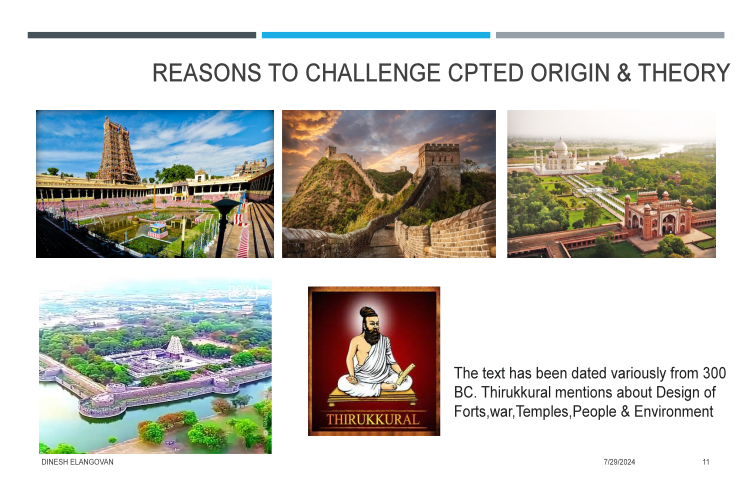 REASONS TO CHALLENGE CPTED ORIGIN & THEORY
THIRUKKURAL
The text has been dated variously from 300
BC. Thirukkural mentions about Design of
Forts,war,Temples,People & Environment
DINESH ELANGOVAN
7/29/2024
11